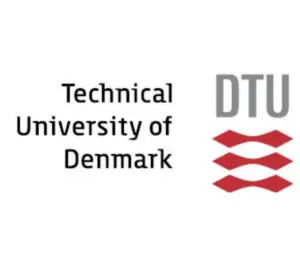 Technical
University of
Denmark
DTU